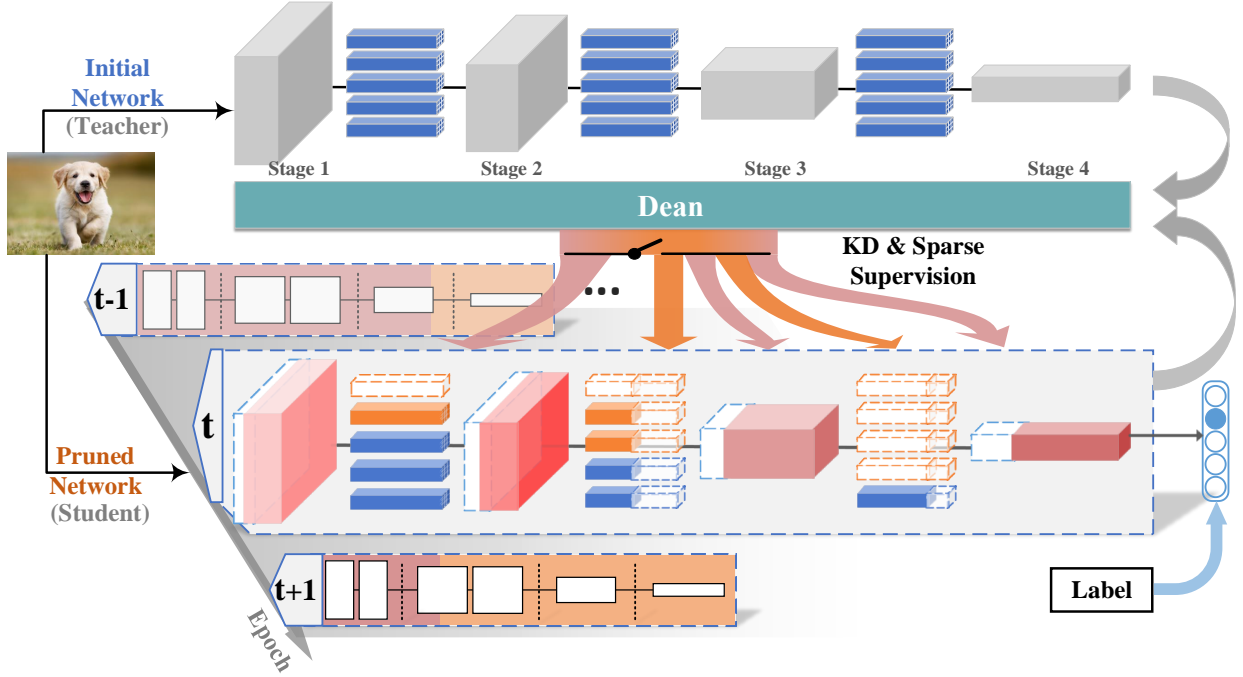 Initial
Network
(Teacher)
Stage 1
Stage 2
Stage 3
Stage 4
Dean
KD & Sparse
Supervision
t-1
t
Pruned
Network
(Student)
t+1
Label
Epoch